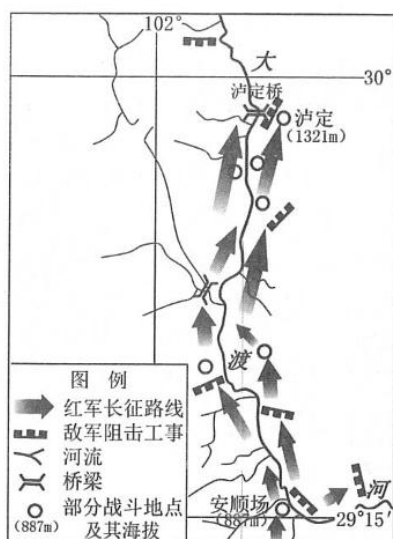 102°
大
30°
泸定桥
泸定
(1321m)
渡
图 例
红军长征路线
敌军阻击工事
河流
桥梁
部分战斗地点
(887m) 及其海拔
安顺场
(887m)
河
29°15′